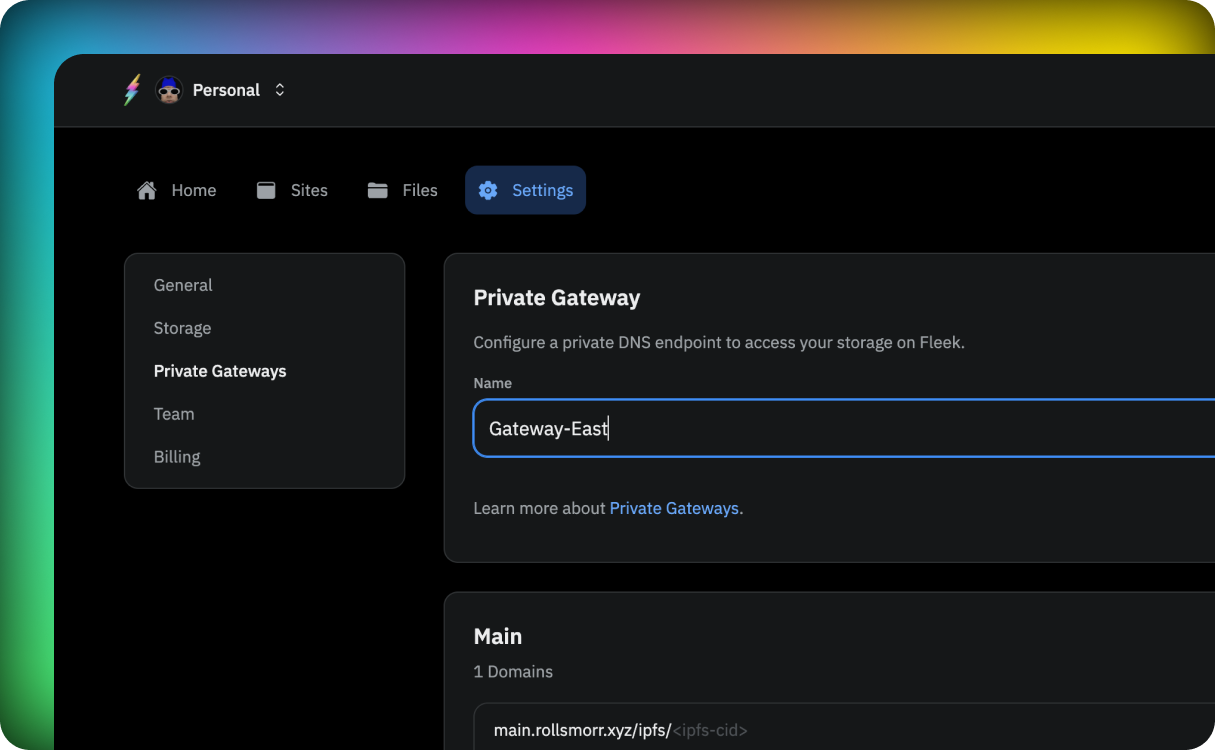 Personal
Home Sites Files Settings
General
Storage
Private Gateways
Team
Billing
Private Gateway
Configure a private DNS endpoint to access your storage on Fleek.
Name
Gateway-East
Learn more about Private Gateways.
Main
1 Domains
main.rollsmorr.xyz/ipfs/<ipfs-cid>